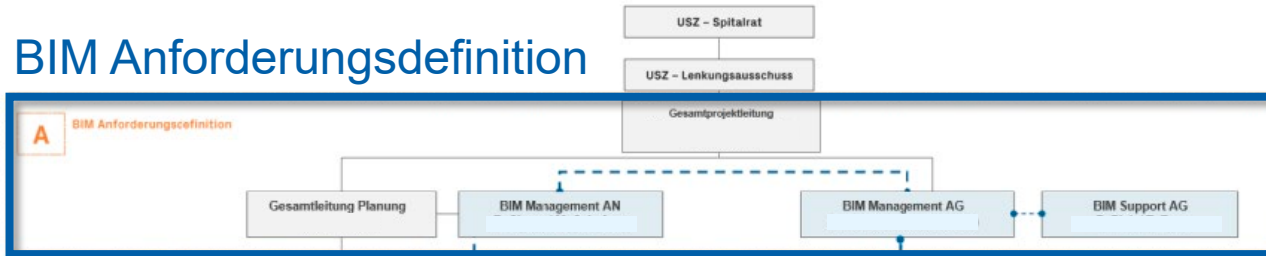 USZ – Spitalrat
BIM Anforderungsdefinition
USZ – Lenkungsausschuss
A
BIM Anforderungscefinition
Gesamtprojektleitung
Gesamtleitung Planung
BIM Management AN
BIM Management AG
BIM Support AG